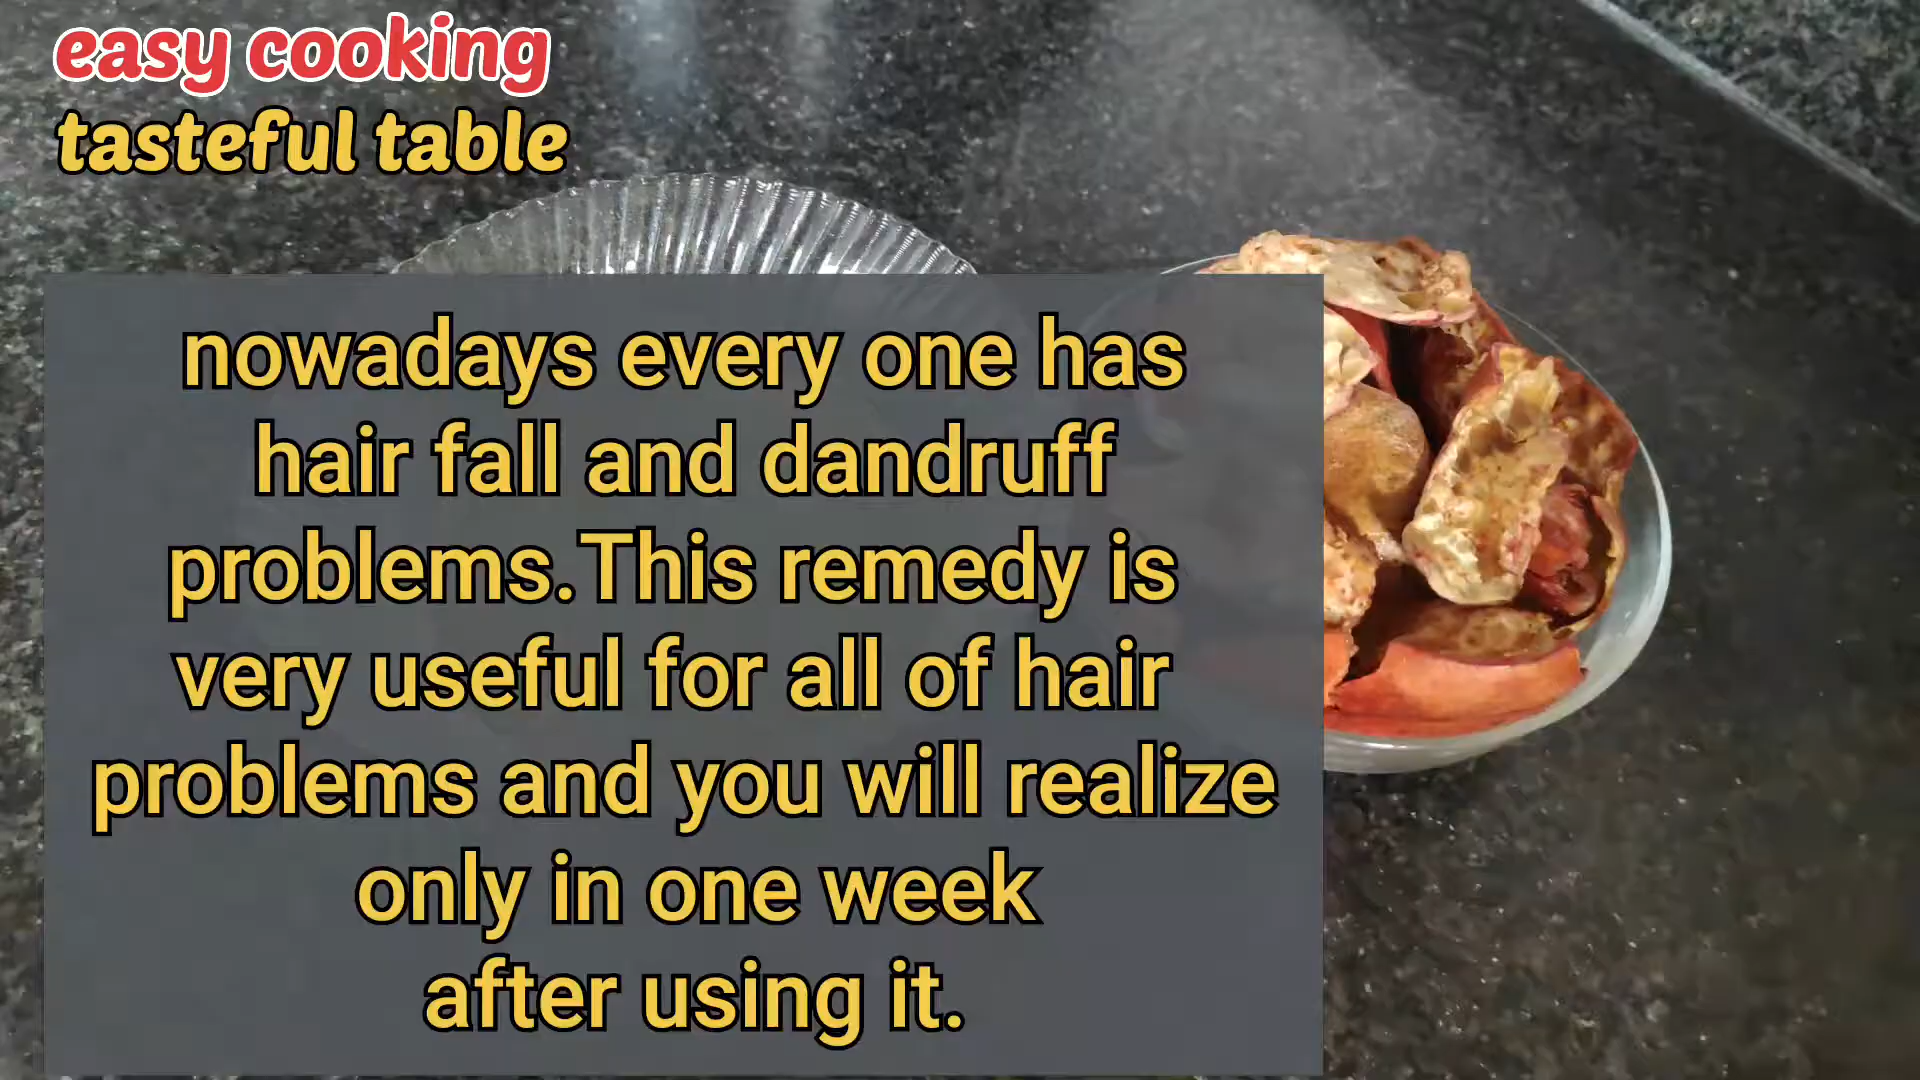 easy cooking
tasteful table
nowadays every one has
hair fall and dandruff
problems.This remedy is
very useful for all of hair
problems and you will realize
only in one week
after using it.